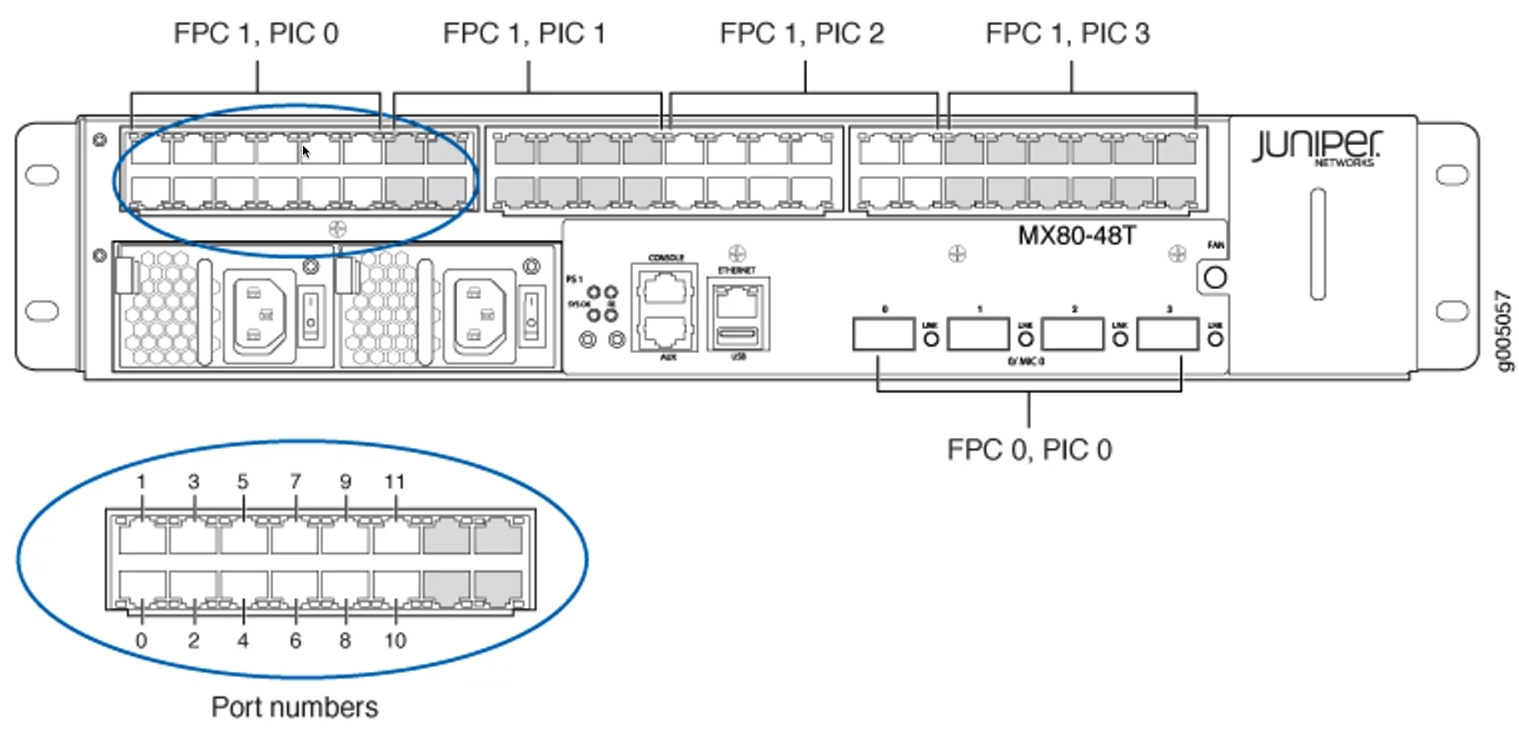 FPC 1, PIC 0
FPC 1, PIC 1
FPC 1, PIC 2
FPC 1, PIC 3
JUNIPER
NETWORKS
MX80-48T
FAN
CONSOLE
ETHERNET
PS 1
SYS OK
AUX
USB
0
1
2
3
LINK
LINK
LINK
LINK
0/ MIC 0
FPC 0, PIC 0
g005057
1 3 5 7 9 11
0 2 4 6 8 10
Port numbers